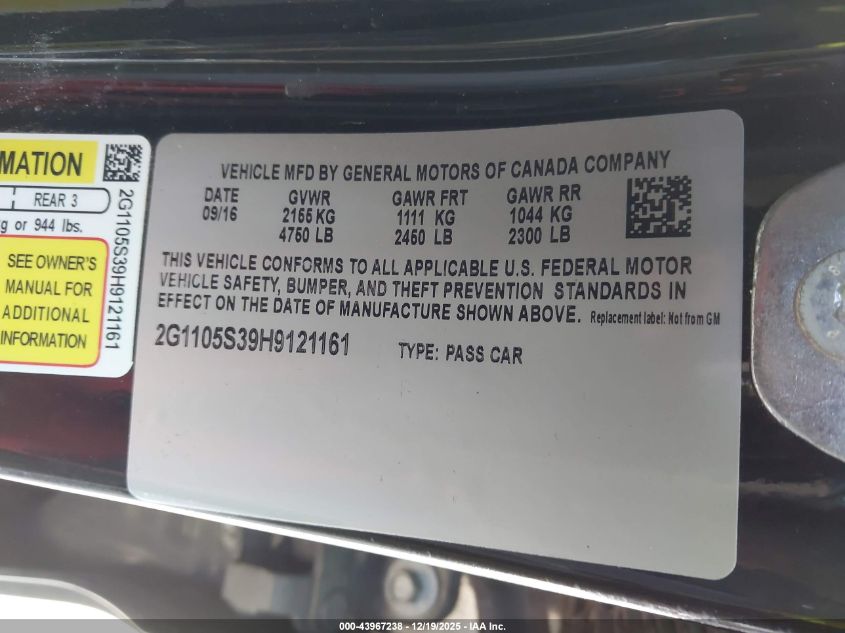 MATION
REAR 3
or 944 lbs.
SEE OWNER'S
MANUAL FOR
ADDITIONAL
INFORMATION
2G1105S39H9121161
VEHICLE MFD BY GENERAL MOTORS OF CANADA COMPANY
DATE GVWR GAWR FRT GAWR RR
09/16 2155 KG 1111 KG 1044 KG
4750 LB 2450 LB 2300 LB
THIS VEHICLE CONFORMS TO ALL APPLICABLE U.S. FEDERAL MOTOR
VEHICLE SAFETY, BUMPER, AND THEFT PREVENTION STANDARDS IN
EFFECT ON THE DATE OF MANUFACTURE SHOWN ABOVE. Replacement label: Not from GM
2G1105S39H9121161 TYPE: PASS CAR
000-43967238 - 12/19/2025 - IAAI.COM